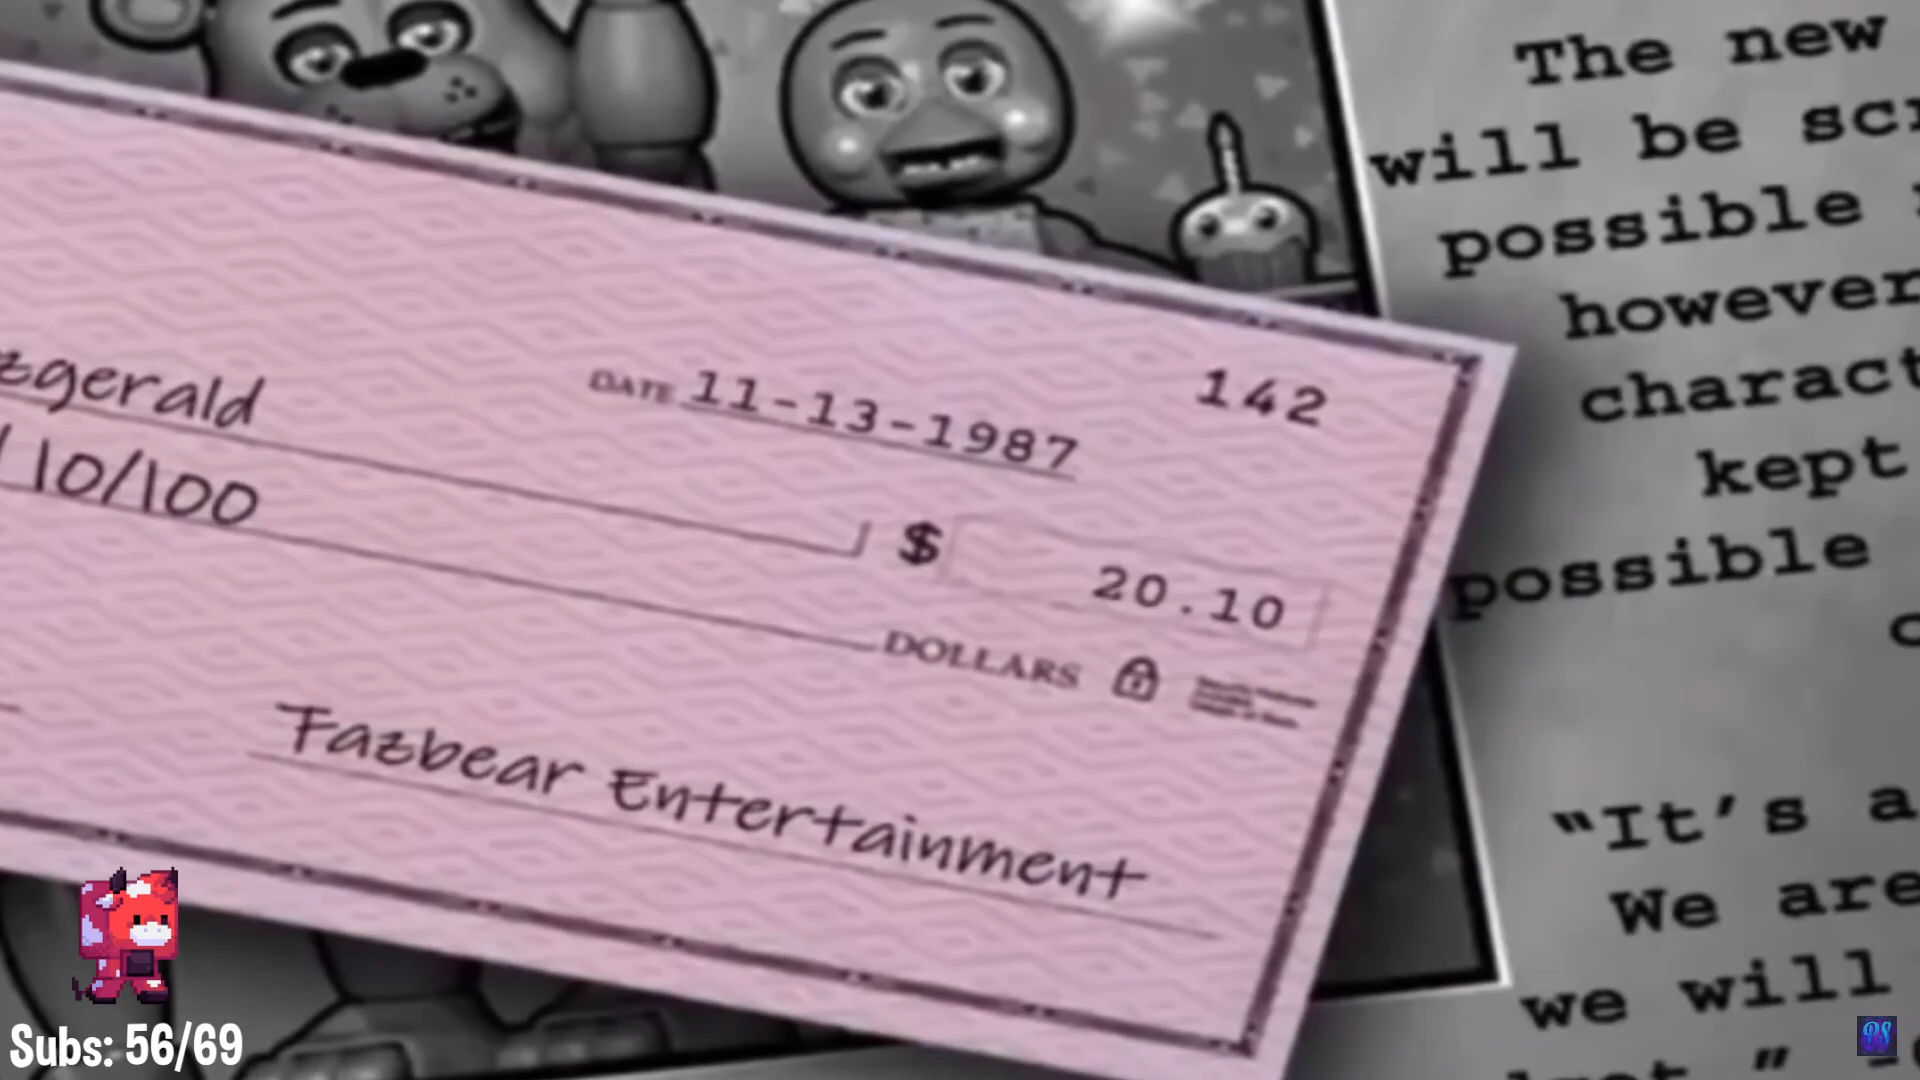 The new
will be scr
possible
however
charact
kept
possible
c
"It's a
We are
we will
142
DATE 11-13-1987
zgerald
/10/100
$ 20.10
DOLLARS
Fazbear Entertainment
Subs: 56/69